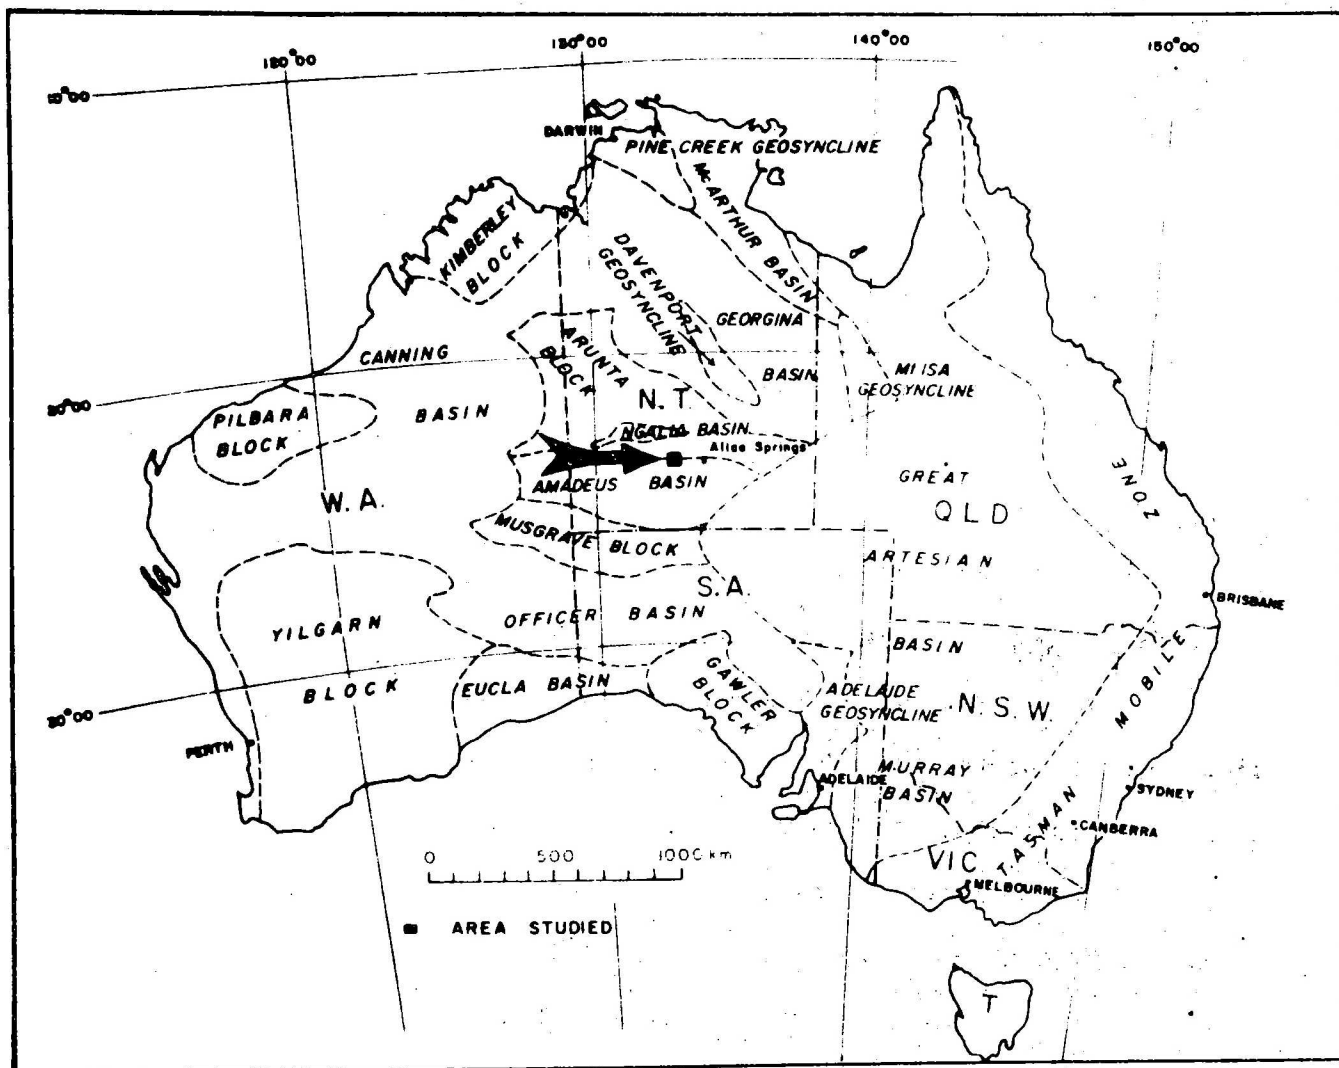 120°00
130°00
140°00
150°00
10°00
DARWIN
PINE CREEK GEOSYNCLINE
McARTHUR BASIN
KIMBERLEY
BLOCK
DAVENPORT
GEOSYNCLINE
GEORGINA
BASIN
CANNING
BASIN
ARUNTA
BLOCK
MT ISA
GEOSYNCLINE
20°00
PILBARA
BLOCK
N.T.
NGALIA BASIN
Alice Springs
AMADEUS BASIN
GREAT
ARTESIAN
BASIN
QLD
ZONE
W.A.
MUSGRAVE BLOCK
S.A.
BRISBANE
YILGARN
BLOCK
OFFICER BASIN
EUCLA BASIN
GAWLER
BLOCK
ADELAIDE
GEOSYNCLINE
N.S.W.
MOBILE
30°00
PERTH
MURRAY
BASIN
ADELAIDE
SYDNEY
CANBERRA
TASMAN
VIC
MELBOURNE
0 500 1000 km
AREA STUDIED
T